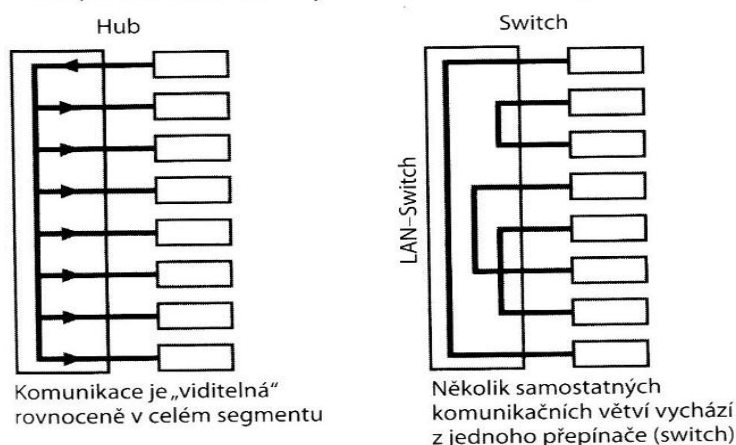 Hub
Switch
LAN–Switch
Komunikace je „viditelná“
rovnoceně v celém segmentu
Několik samostatných
komunikačních větví vychází
z jednoho přepínače (switch)